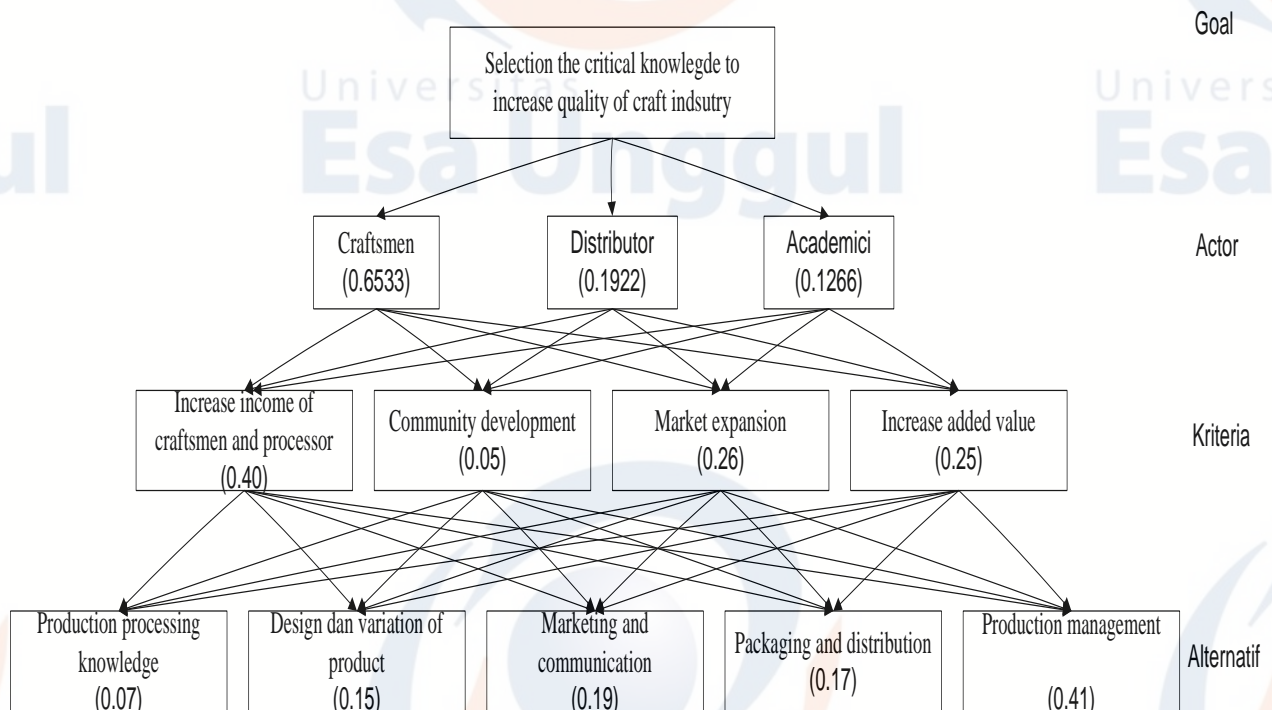 Goal
Selection the critical knowlegde to
increase quality of craft indsutry
Universitas
Esa Unggul
Univers
Esa
ul
Craftsmen
(0.6533)
Distributor
(0.1922)
Academici
(0.1266)
Actor
Increase income of
craftsmen and processor
(0.40)
Community development
(0.05)
Market expansion
(0.26)
Increase added value
(0.25)
Kriteria
Production processing
knowledge
(0.07)
Design dan variation of
product
(0.15)
Marketing and
communication
(0.19)
Packaging and distribution
(0.17)
Production management
(0.41)
Alternatif